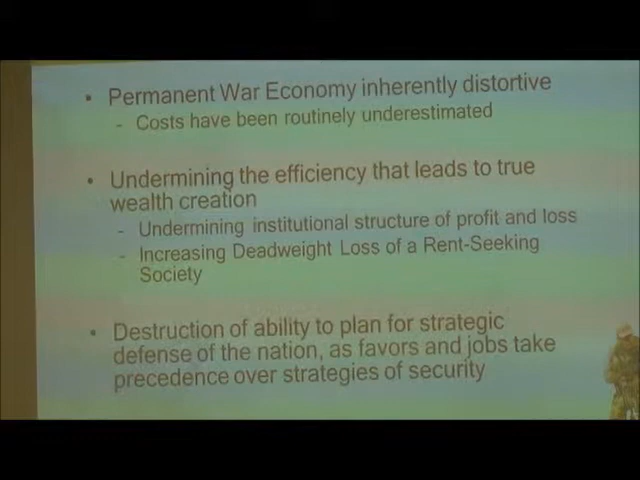 • Permanent War Economy inherently distortive
- Costs have been routinely underestimated
• Undermining the efficiency that leads to true
wealth creation
- Undermining institutional structure of profit and loss
- Increasing Deadweight Loss of a Rent-Seeking
Society
• Destruction of ability to plan for strategic
defense of the nation, as favors and jobs take
precedence over strategies of security